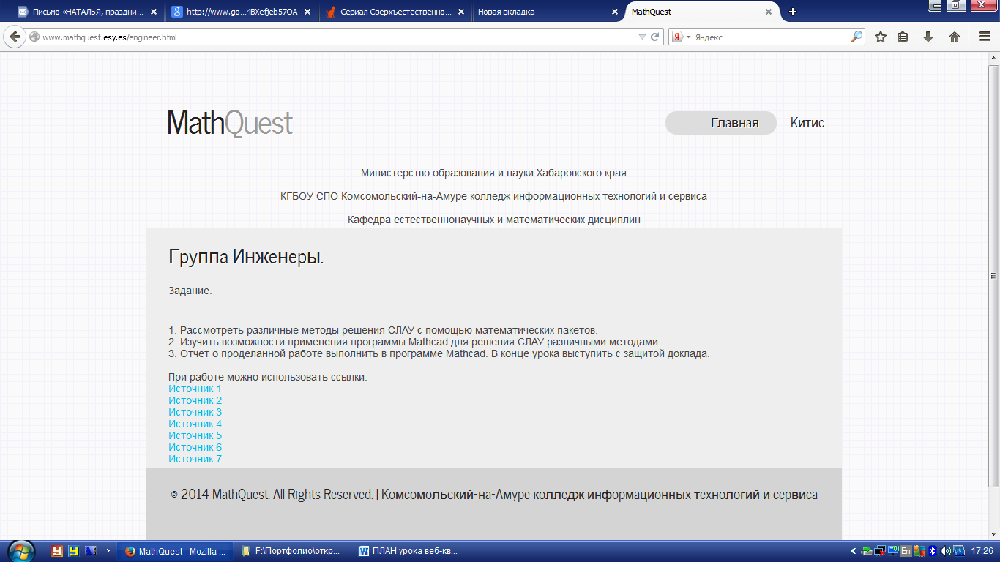 Письмо «НАТАЛЬЯ, праздни...
http://www.go...4BXefjeb57OA
Сериал Сверхъестественно...
Новая вкладка
MathQuest
www.mathquest.esy.es/engineer.html
Яндекс
MathQuest
Главная
Китис
Министерство образования и науки Хабаровского края
КГБОУ СПО Комсомольский-на-Амуре колледж информационных технологий и сервиса
Кафедра естественнонаучных и математических дисциплин
Группа Инженеры.
Задание.
1. Рассмотреть различные методы решения СЛАУ с помощью математических пакетов.
2. Изучить возможности применения программы Mathcad для решения СЛАУ различными методами.
3. Отчет о проделанной работе выполнить в программе Mathcad. В конце урока выступить с защитой доклада.
При работе можно использовать ссылки:
Источник 1
Источник 2
Источник 3
Источник 4
Источник 5
Источник 6
Источник 7
© 2014 MathQuest. All Rights Reserved. | Комсомольский-на-Амуре колледж информационных технологий и сервиса
MathQuest - Mozilla ...
F:\Портфолио\откр...
ПЛАН урока веб-кв...
En
17:26